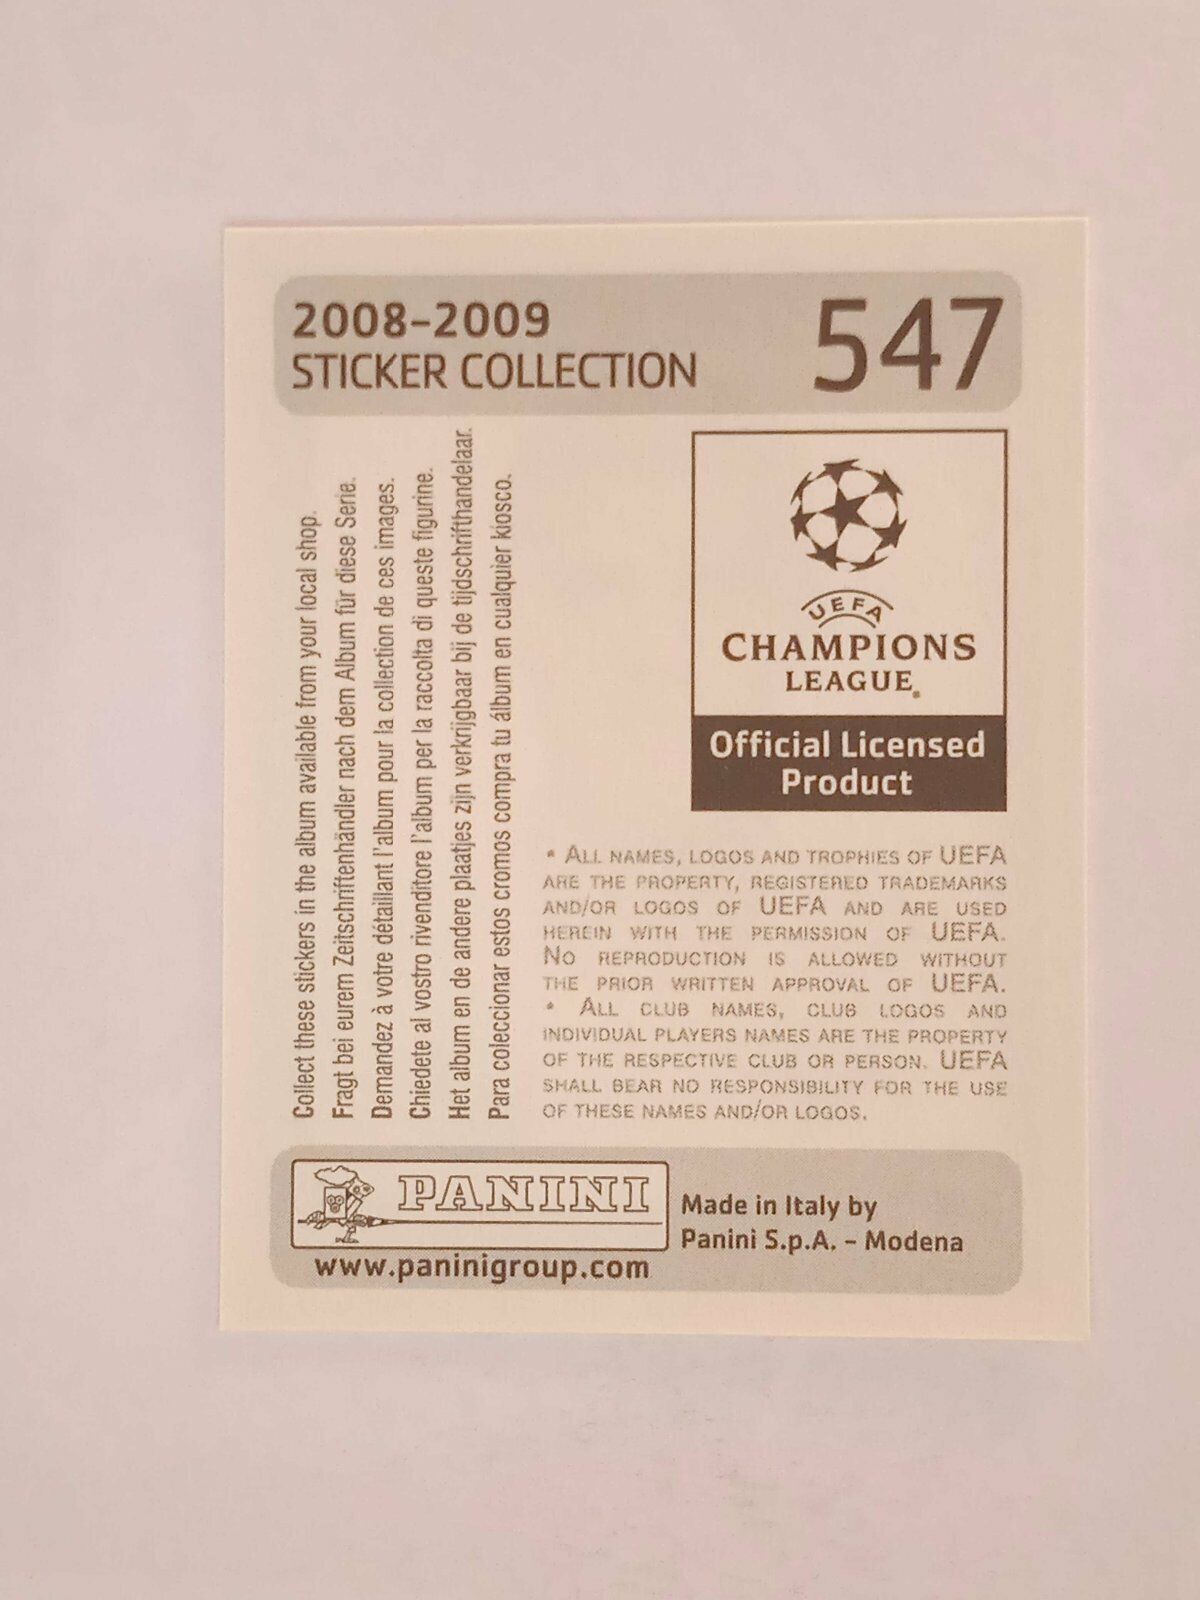 2008-2009
STICKER COLLECTION
547
Collect these stickers in the album available from your local shop.
Fragt bei eurem Zeitschriftenhändler nach dem Album für diese Serie.
Demandez à votre détaillant l'album pour la collection de ces images.
Chiedete al vostro rivenditore l'album per la raccolta di queste figurine.
Het album en de andere plaatjes zijn verkrijgbaar bij de tijdschrifthandelaar.
Para coleccionar estos cromos compra tu álbum en cualquier kiosco.
UEFA
CHAMPIONS
LEAGUE
Official Licensed
Product
• ALL NAMES, LOGOS AND TROPHIES OF UEFA
ARE THE PROPERTY, REGISTERED TRADEMARKS
AND/OR LOGOS OF UEFA AND ARE USED
HEREIN WITH THE PERMISSION OF UEFA.
NO REPRODUCTION IS ALLOWED WITHOUT
THE PRIOR WRITTEN APPROVAL OF UEFA.
• ALL CLUB NAMES, CLUB LOGOS AND
INDIVIDUAL PLAYERS NAMES ARE THE PROPERTY
OF THE RESPECTIVE CLUB OR PERSON. UEFA
SHALL BEAR NO RESPONSIBILITY FOR THE USE
OF THESE NAMES AND/OR LOGOS.
PANINI
www.paninigroup.com
Made in Italy by
Panini S.p.A. - Modena